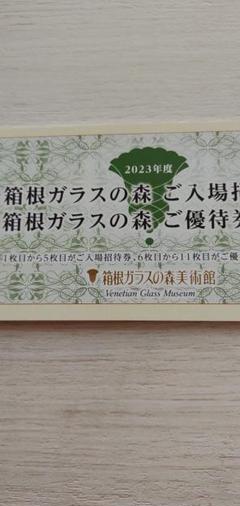 2023年度
箱根ガラスの森 ご入場招
箱根ガラスの森 ご優待券
1枚目から5枚目がご入場招待券、6枚目から11枚目がご優
箱根ガラスの森美術館
Venetian Glass Museum